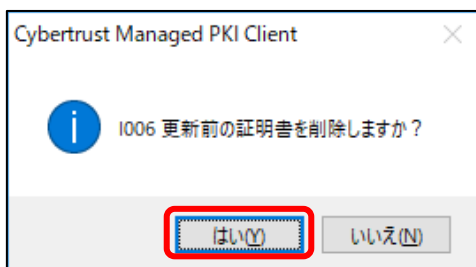 Cybertrust Managed PKI Client
I006 更新前の証明書を削除しますか？
はい(Y)
いいえ(N)